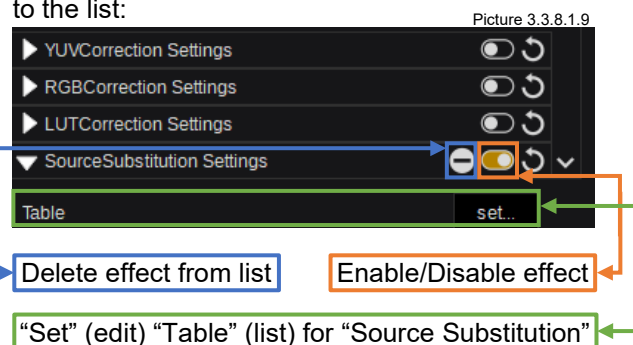 to the list:
Picture 3.3.8.1.9
YUVCorrection Settings
RGBCorrection Settings
LUTCorrection Settings
SourceSubstitution Settings
Table set...
Delete effect from list Enable/Disable effect
“Set” (edit) “Table” (list) for “Source Substitution”